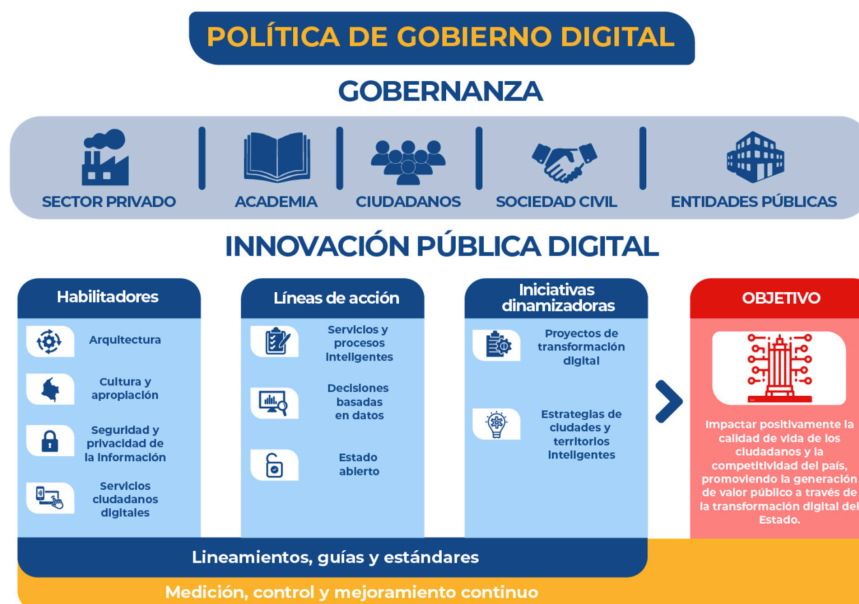 POLÍTICA DE GOBIERNO DIGITAL
GOBERNANZA
SECTOR PRIVADO
ACADEMIA
CIUDADANOS
SOCIEDAD CIVIL
ENTIDADES PÚBLICAS
INNOVACIÓN PÚBLICA DIGITAL
Habilitadores
Arquitectura
Cultura y
apropiación
Seguridad y
privacidad de
la Información
Servicios
ciudadanos
digitales
Líneas de acción
Servicios y
procesos
Inteligentes
Decisiones
basadas
en datos
Estado
abierto
Iniciativas
dinamizadoras
Proyectos de
transformación
digital
Estrategias de
ciudades y
territorios
Inteligentes
OBJETIVO
Impactar positivamente la
calidad de vida de los
ciudadanos y la
competitividad del país,
promoviendo la generación
de valor público a través de
la transformación digital del
Estado.
Lineamientos, guías y estándares
Medición, control y mejoramiento continuo